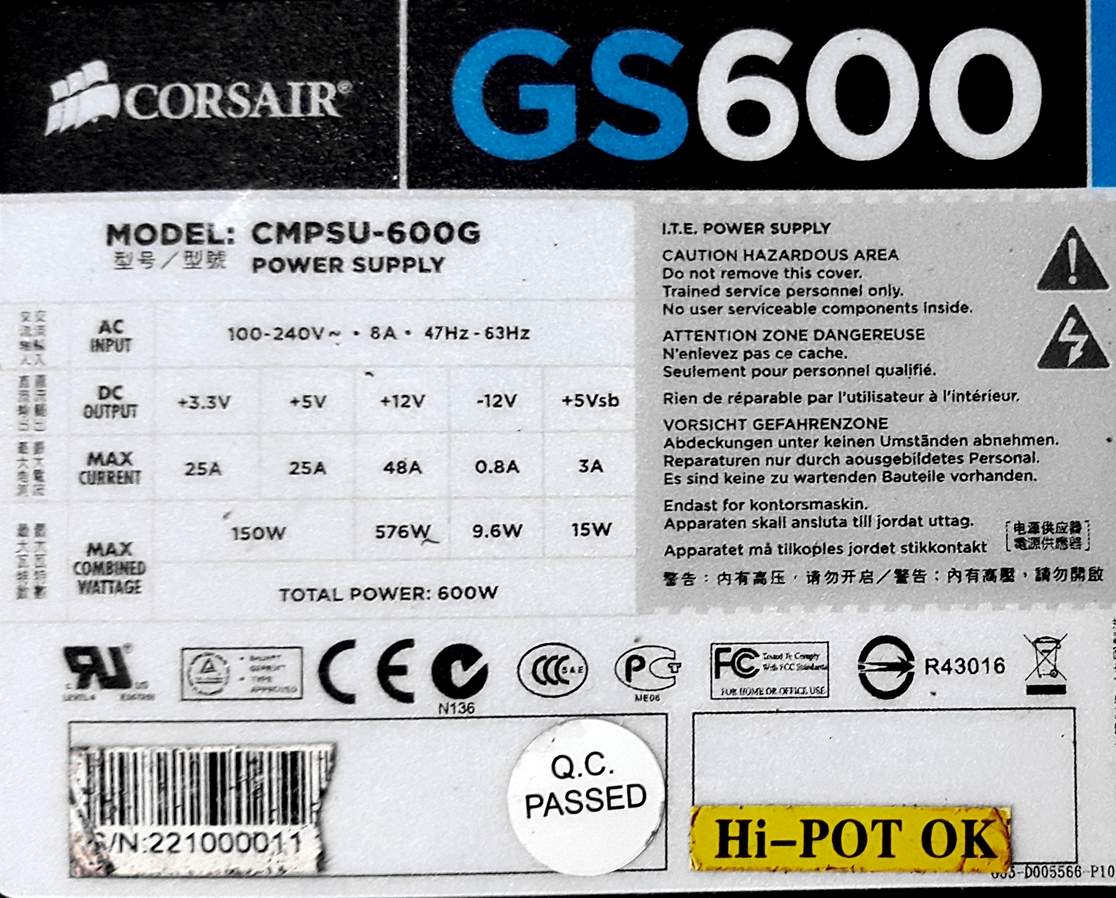 CORSAIR®
GS600
MODEL: CMPSU-600G
型号／型號 POWER SUPPLY
AC INPUT 100-240V~ • 8A • 47Hz - 63Hz
DC OUTPUT +3.3V +5V +12V -12V +5Vsb
MAX CURRENT 25A 25A 48A 0.8A 3A
MAX COMBINED WATTAGE 150W 576W 9.6W 15W
TOTAL POWER: 600W
I.T.E. POWER SUPPLY
CAUTION HAZARDOUS AREA
Do not remove this cover.
Trained service personnel only.
No user serviceable components inside.
ATTENTION ZONE DANGEREUSE
N'enlevez pas ce cache.
Seulement pour personnel qualifié.
Rien de réparable par l'utilisateur à l'intérieur.
VORSICHT GEFAHRENZONE
Abdeckungen unter keinen Umständen abnehmen.
Reparaturen nur durch aousgebildetes Personal.
Es sind keine zu wartenden Bauteile vorhanden.
Endast for kontorsmaskin.
Apparaten skall ansluta till jordat uttag.
Apparatet må tilkoples jordet stikkontakt
电源供应器
電源供應器
警告：内有高压，请勿开启／警告：內有高壓，請勿開啟
CE
N136
CCC
S&E
ME06
FC Tested To Comply
With FCC Standards
FOR HOME OR OFFICE USE
R43016
S/N:221000011
Q.C.
PASSED
Hi-POT OK
D005566-P10